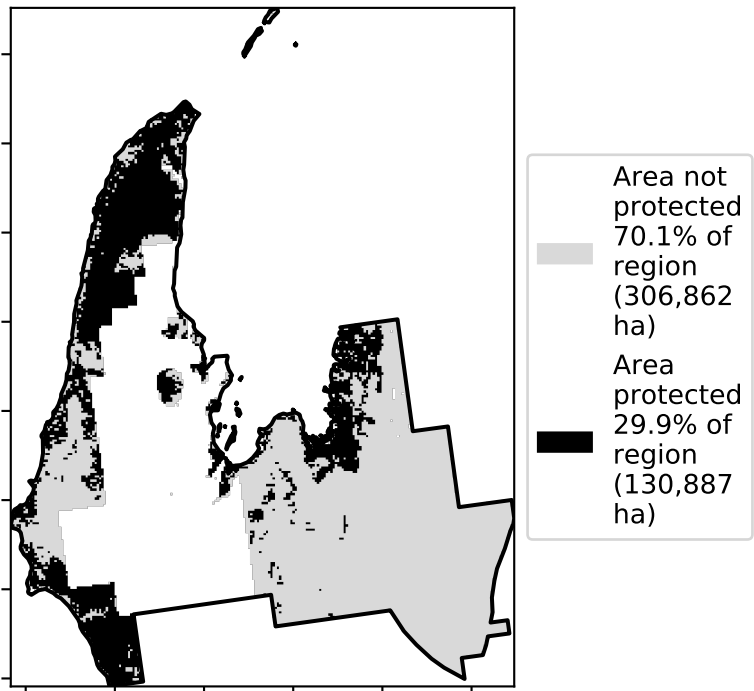 Area not
protected
70.1% of
region
(306,862
ha)
Area
protected
29.9% of
region
(130,887
ha)